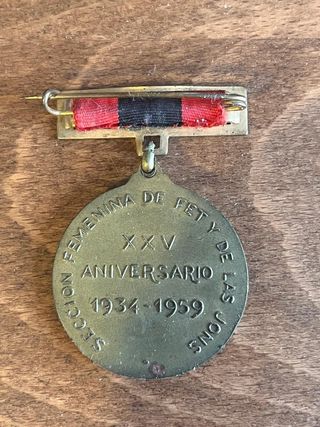 SECCION FEMENINA DE FET Y DE LAS JONS
XXV
ANIVERSARIO
1934-1959